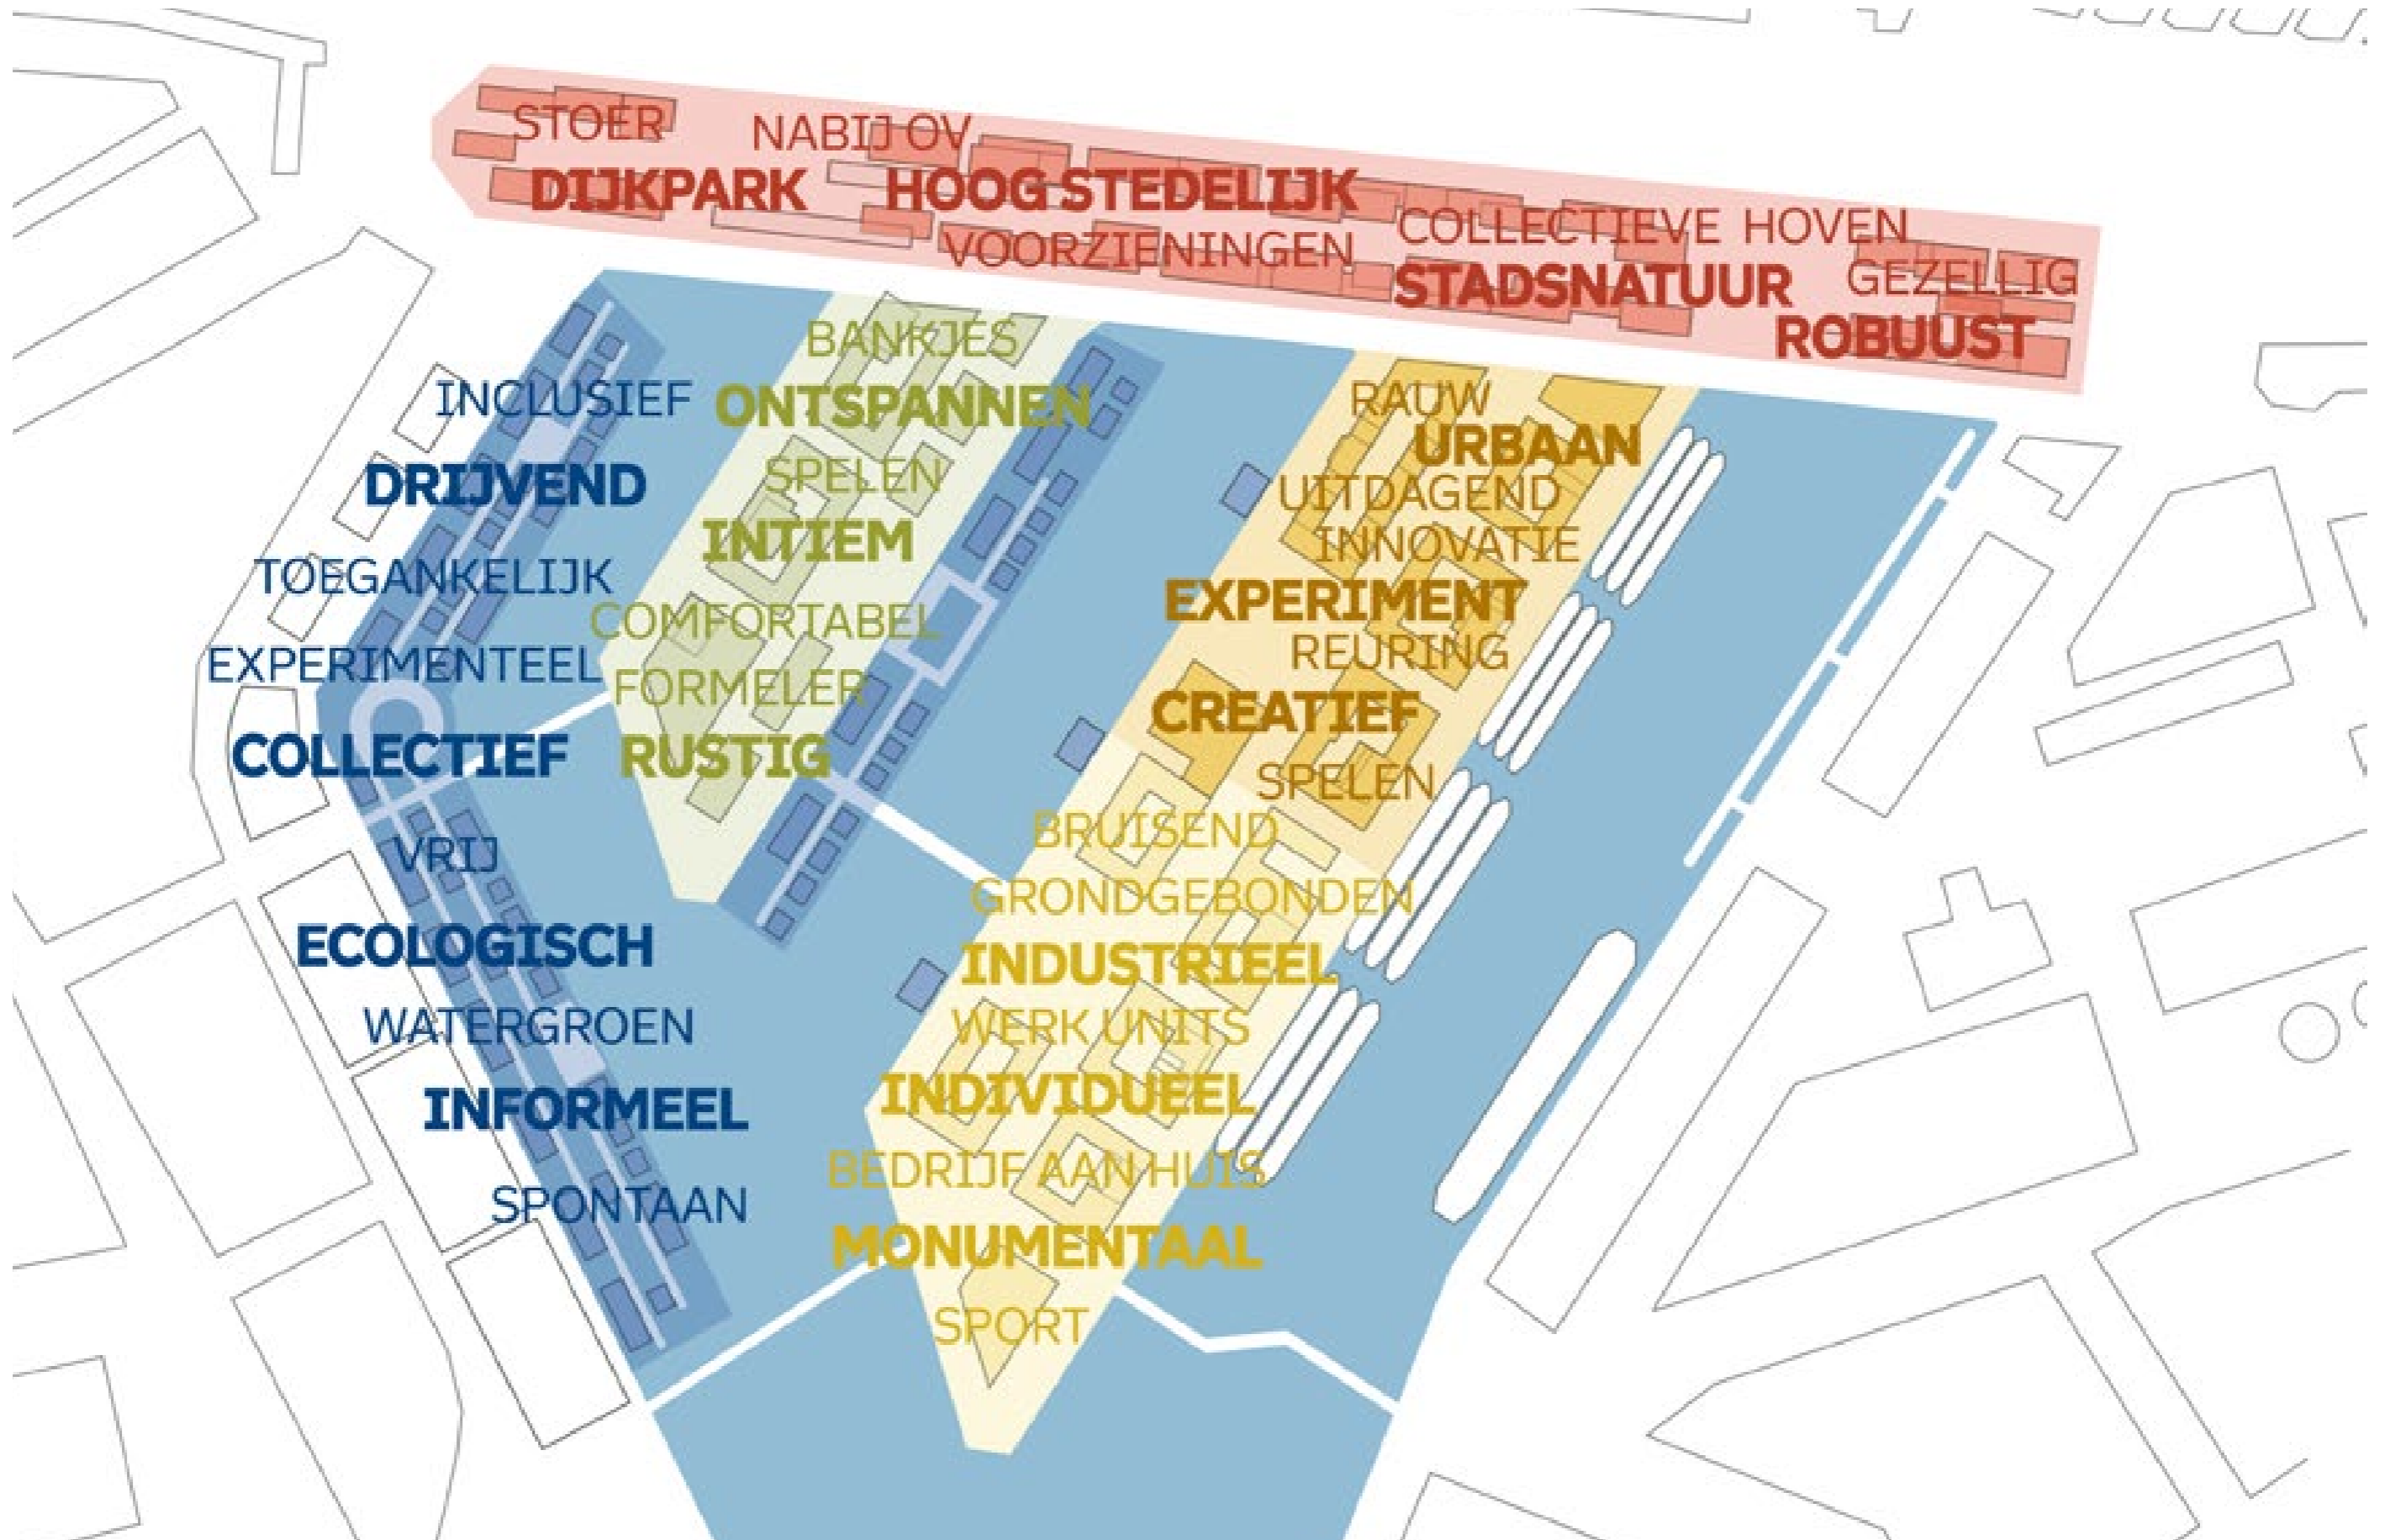 STOER
NABIJ OV
DIJKPARK
HOOG STEDELIJK
VOORZIENINGEN
COLLECTIEVE HOVEN
STADSNATUUR
GEZELLIG
ROBUUST
INCLUSIEF
DRIJVEND
TOEGANKELIJK
EXPERIMENTEEL
COLLECTIEF
VRIJ
ECOLOGISCH
WATERGROEN
INFORMEEL
SPONTAAN
BANKJES
ONTSPANNEN
SPELEN
INTIEM
COMFORTABEL
FORMELER
RUSTIG
RAUW
URBAAN
UITDAGEND
INNOVATIE
EXPERIMENT
REURING
CREATIEF
SPELEN
BRUISEND
GRONDGEBONDEN
INDUSTRIEEL
WERK UNITS
INDIVIDUEEL
BEDRIJF AAN HUIS
MONUMENTAAL
SPORT